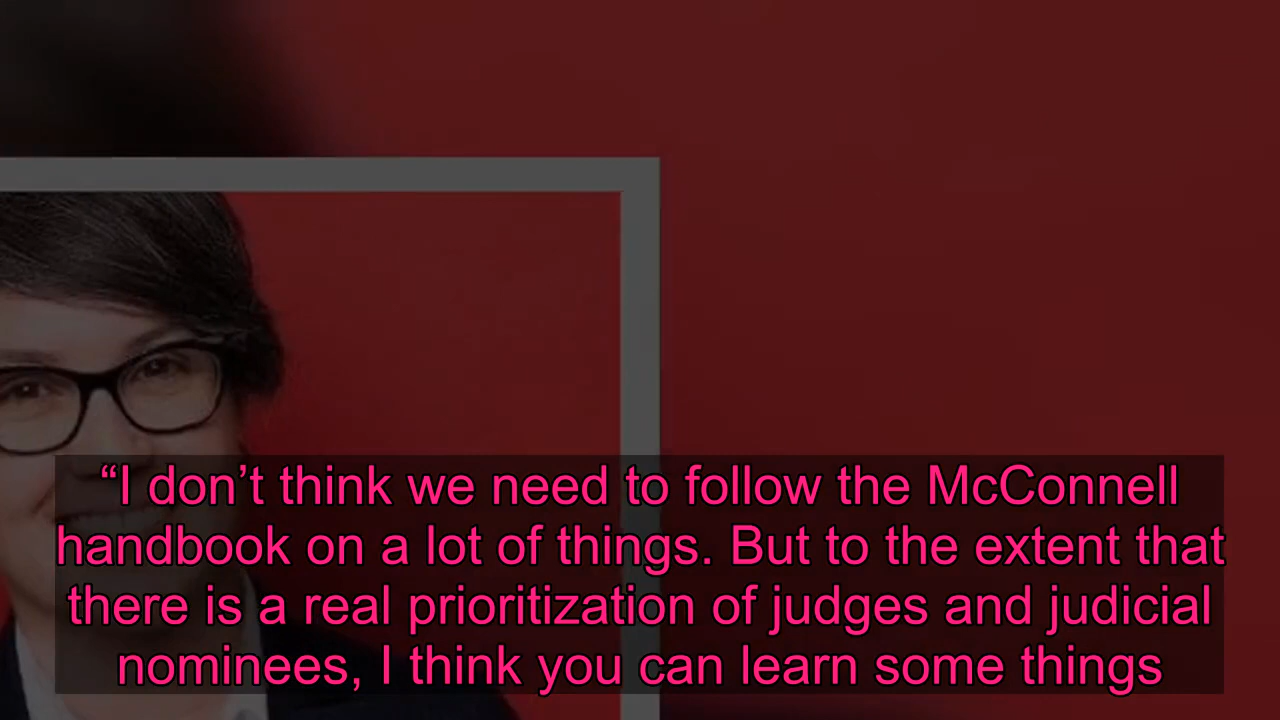 “I don’t think we need to follow the McConnell
handbook on a lot of things. But to the extent that
there is a real prioritization of judges and judicial
nominees, I think you can learn some things